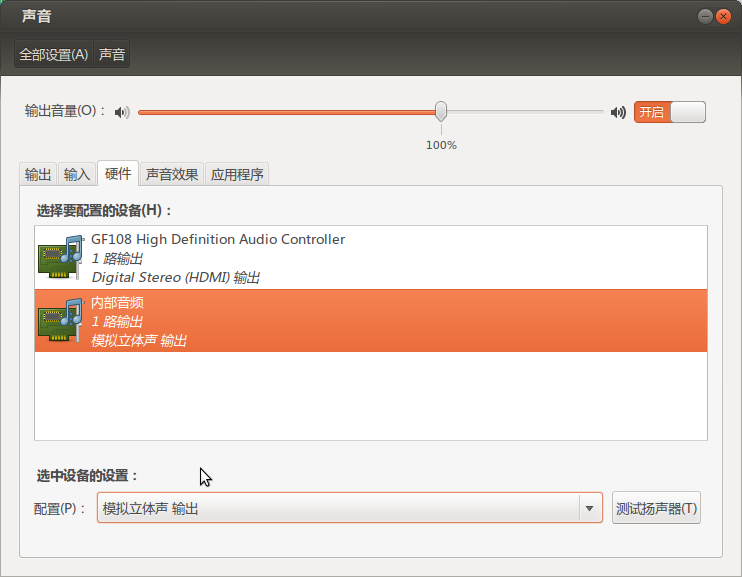 声音
全部设置(A) 声音
输出音量(O)： 开启
100%
输出 输入 硬件 声音效果 应用程序
选择要配置的设备(H)：
GF108 High Definition Audio Controller
1 路输出
Digital Stereo (HDMI) 输出
内部音频
1 路输出
模拟立体声 输出
选中设备的设置：
配置(P)： 模拟立体声 输出 测试扬声器(T)